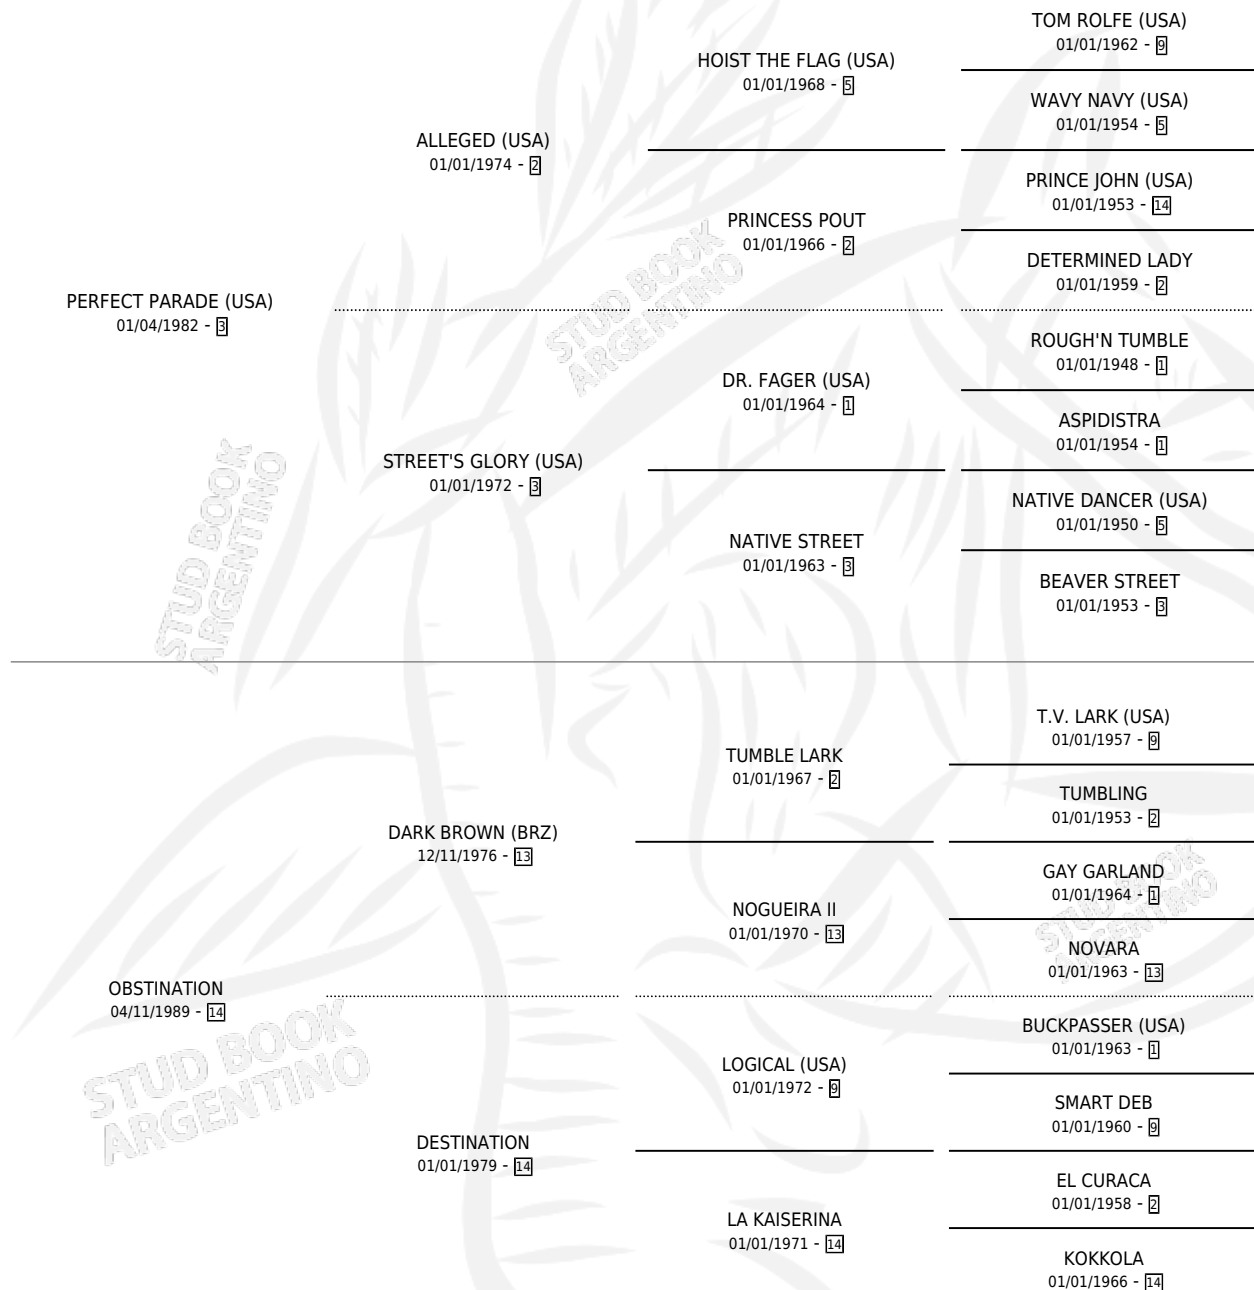 PERFECT PARADE (USA)
01/04/1982 - 3
ALLEGED (USA)
01/01/1974 - 2
STREET'S GLORY (USA)
01/01/1972 - 3
HOIST THE FLAG (USA)
01/01/1968 - 5
PRINCESS POUT
01/01/1966 - 2
DR. FAGER (USA)
01/01/1964 - 1
NATIVE STREET
01/01/1963 - 3
TOM ROLFE (USA)
01/01/1962 - 9
WAVY NAVY (USA)
01/01/1954 - 5
PRINCE JOHN (USA)
01/01/1953 - 14
DETERMINED LADY
01/01/1959 - 2
ROUGH'N TUMBLE
01/01/1948 - 1
ASPIDISTRA
01/01/1954 - 1
NATIVE DANCER (USA)
01/01/1950 - 5
BEAVER STREET
01/01/1953 - 3
OBSTINATION
04/11/1989 - 14
DARK BROWN (BRZ)
12/11/1976 - 13
DESTINATION
01/01/1979 - 14
TUMBLE LARK
01/01/1967 - 2
NOGUEIRA II
01/01/1970 - 13
LOGICAL (USA)
01/01/1972 - 9
LA KAISERINA
01/01/1971 - 14
T.V. LARK (USA)
01/01/1957 - 9
TUMBLING
01/01/1953 - 2
GAY GARLAND
01/01/1964 - 1
NOVARA
01/01/1963 - 13
BUCKPASSER (USA)
01/01/1963 - 1
SMART DEB
01/01/1960 - 9
EL CURACA
01/01/1958 - 2
KOKKOLA
01/01/1966 - 14
STUD BOOK
ARGENTINO
STUD BOOK
ARGENTINO
STUD BOOK
ARGENTINO
STUD BOOK
ARGENTINO